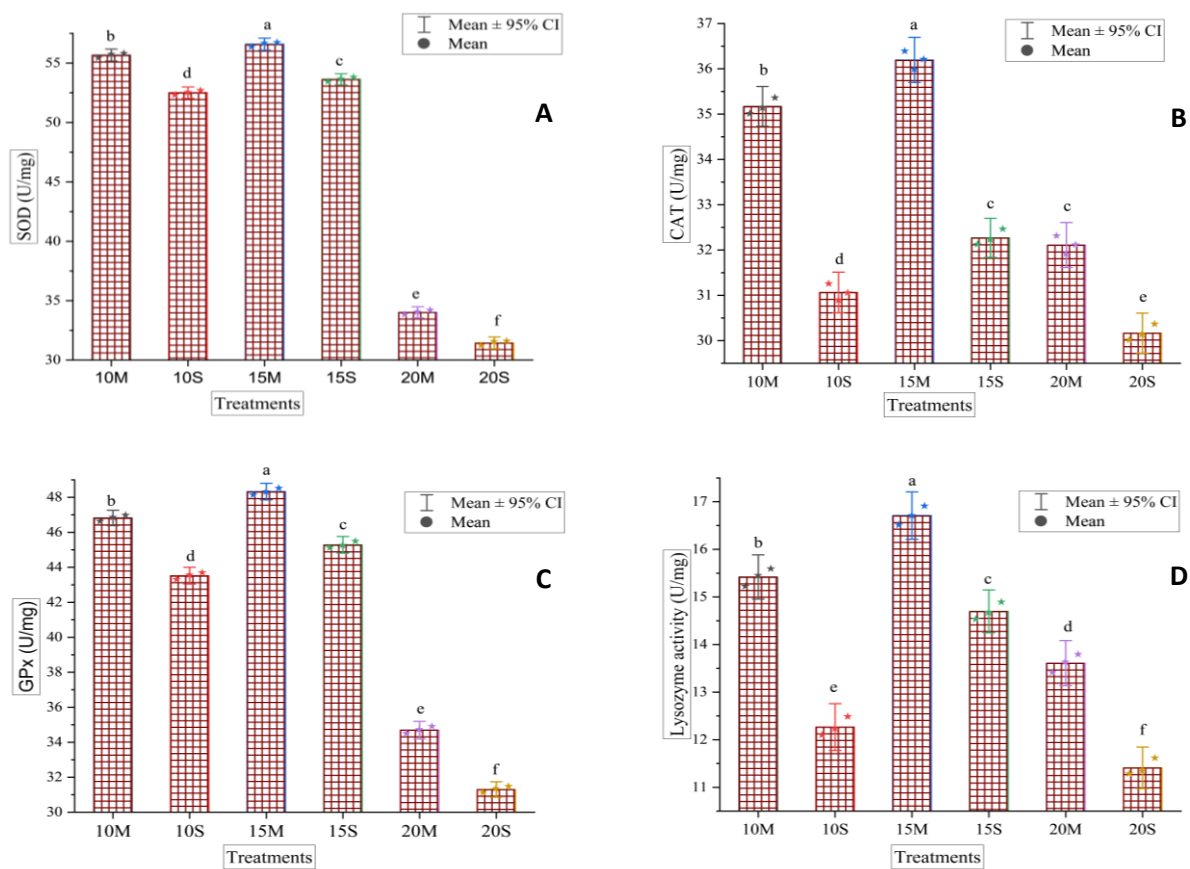 a
b
c
d
e
f
Mean ± 95% CI
Mean
A
SOD (U/mg)
55
50
45
40
35
30
10M 10S 15M 15S 20M 20S
Treatments
a
b
c
c
d
e
Mean ± 95% CI
Mean
B
CAT (U/mg)
37
36
35
34
33
32
31
30
10M 10S 15M 15S 20M 20S
Treatments
a
b
c
d
e
f
Mean ± 95% CI
Mean
C
GPx (U/mg)
48
46
44
42
40
38
36
34
32
30
10M 10S 15M 15S 20M 20S
Treatments
a
b
c
d
e
f
Mean ± 95% CI
Mean
D
Lysozyme activity (U/mg)
17
16
15
14
13
12
11
10M 10S 15M 15S 20M 20S
Treatments